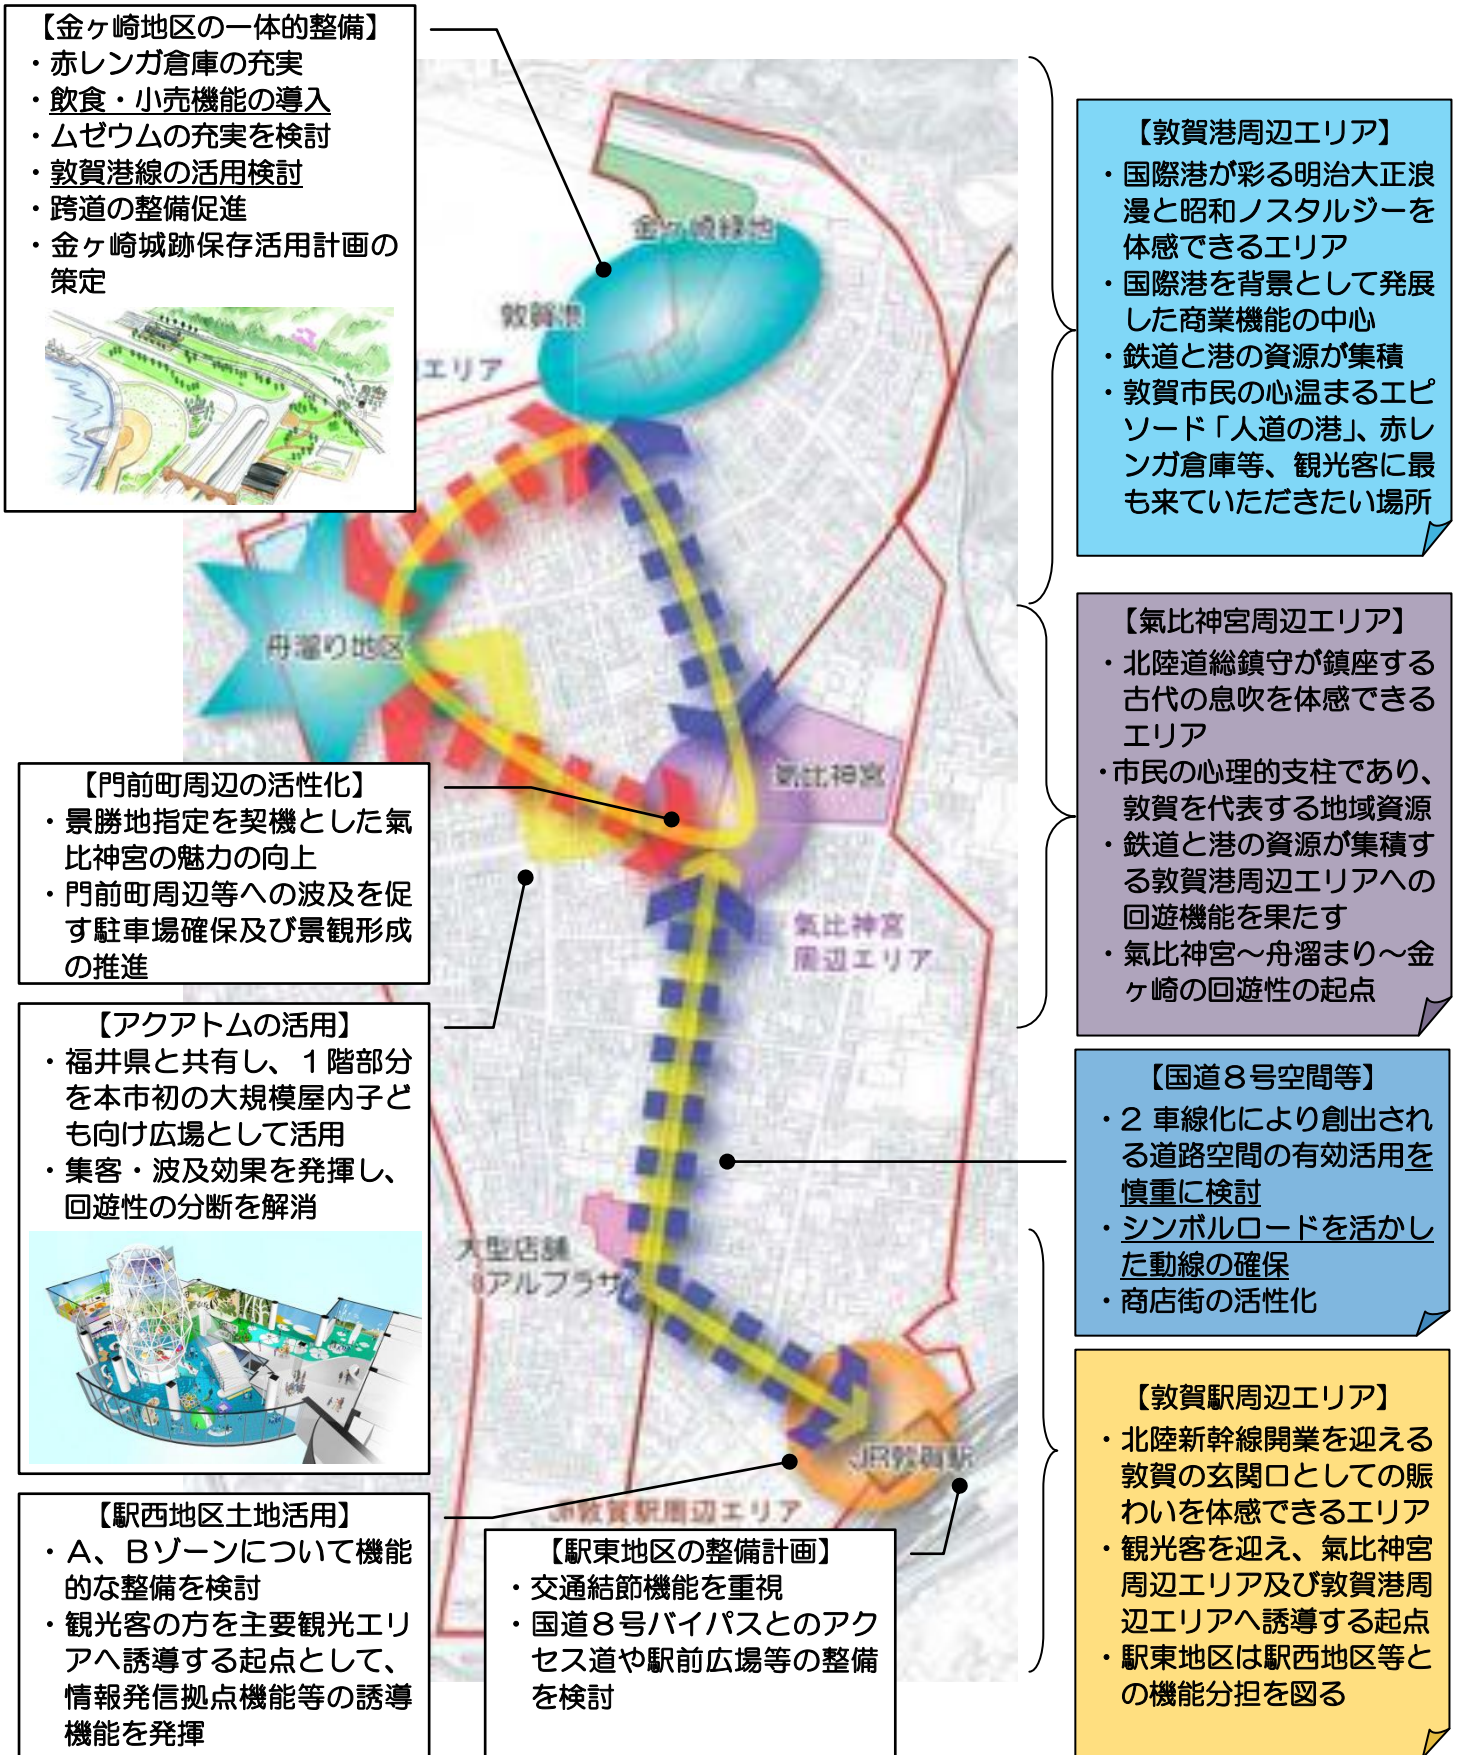 【金ヶ崎地区の一体的整備】
・赤レンガ倉庫の充実
・飲食・小売機能の導入
・ムゼウムの充実を検討
・敦賀港線の活用検討
・跨道の整備促進
・金ヶ崎城跡保存活用計画の
策定
金ヶ崎緑地
敦賀港
エリア
舟溜り地区
氣比神宮
氣比神宮
周辺エリア
大型店舗
アルプラザ
JR敦賀駅
JR敦賀駅周辺エリア
【門前町周辺の活性化】
・景勝地指定を契機とした氣
比神宮の魅力の向上
・門前町周辺等への波及を促
す駐車場確保及び景観形成
の推進
【アクアトムの活用】
・福井県と共有し、1階部分
を本市初の大規模屋内子ど
も向け広場として活用
・集客・波及効果を発揮し、
回遊性の分断を解消
【駅西地区土地活用】
・A、Bゾーンについて機能
的な整備を検討
・観光客の方を主要観光エリ
アへ誘導する起点として、
情報発信拠点機能等の誘導
機能を発揮
【駅東地区の整備計画】
・交通結節機能を重視
・国道8号バイパスとのアク
セス道や駅前広場等の整備
を検討
【敦賀港周辺エリア】
・国際港が彩る明治大正浪
漫と昭和ノスタルジーを
体感できるエリア
・国際港を背景として発展
した商業機能の中心
・鉄道と港の資源が集積
・敦賀市民の心温まるエピ
ソード「人道の港」、赤レ
ンガ倉庫等、観光客に最
も来ていただきたい場所
【氣比神宮周辺エリア】
・北陸道総鎮守が鎮座する
古代の息吹を体感できる
エリア
・市民の心理的支柱であり、
敦賀を代表する地域資源
・鉄道と港の資源が集積す
る敦賀港周辺エリアへの
回遊機能を果たす
・氣比神宮~舟溜まり~金
ヶ崎の回遊性の起点
【国道8号空間等】
・2 車線化により創出され
る道路空間の有効活用を
慎重に検討
・シンボルロードを活かし
た動線の確保
・商店街の活性化
【敦賀駅周辺エリア】
・北陸新幹線開業を迎える
敦賀の玄関口としての賑
わいを体感できるエリア
・観光客を迎え、氣比神宮
周辺エリア及び敦賀港周
辺エリアへ誘導する起点
・駅東地区は駅西地区等と
の機能分担を図る